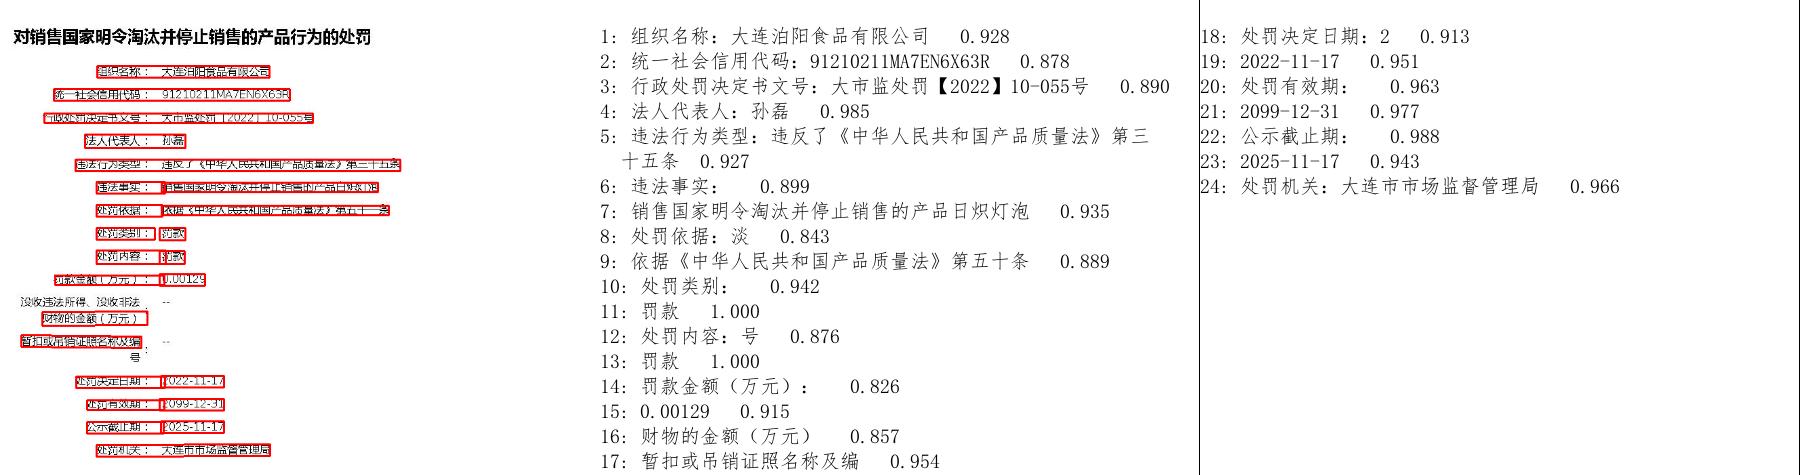 对销售国家明令淘汰并停止销售的产品行为的处罚
组织名称： 大连泊阳食品有限公司
统一社会信用代码： 91210211MA7EN6X63R
行政处罚决定书文号： 大市监处罚〔2022〕10-055号
法人代表人： 孙磊
违法行为类型： 违反了《中华人民共和国产品质量法》第三十五条
违法事实： 销售国家明令淘汰并停止销售的产品白炽灯泡
处罚依据： 依据《中华人民共和国产品质量法》第五十一条
处罚类别： 罚款
处罚内容： 罚款
罚款金额（万元）： 0.00129
没收违法所得、没收非法 --
财物的金额（万元）：
暂扣或吊销证照名称及编 --
号：
处罚决定日期： 2022-11-17
处罚有效期： 2099-12-31
公示截止期： 2025-11-17
处罚机关： 大连市市场监督管理局
1: 组织名称：大连泊阳食品有限公司 0.928
2: 统一社会信用代码：91210211MA7EN6X63R 0.878
3: 行政处罚决定书文号：大市监处罚【2022】10-055号 0.890
4: 法人代表人：孙磊 0.985
5: 违法行为类型：违反了《中华人民共和国产品质量法》第三
十五条 0.927
6: 违法事实： 0.899
7: 销售国家明令淘汰并停止销售的产品日炽灯泡 0.935
8: 处罚依据：淡 0.843
9: 依据《中华人民共和国产品质量法》第五十条 0.889
10: 处罚类别： 0.942
11: 罚款 1.000
12: 处罚内容：号 0.876
13: 罚款 1.000
14: 罚款金额（万元）： 0.826
15: 0.00129 0.915
16: 财物的金额（万元） 0.857
17: 暂扣或吊销证照名称及编 0.954
18: 处罚决定日期：2 0.913
19: 2022-11-17 0.951
20: 处罚有效期： 0.963
21: 2099-12-31 0.977
22: 公示截止期： 0.988
23: 2025-11-17 0.943
24: 处罚机关：大连市市场监督管理局 0.966